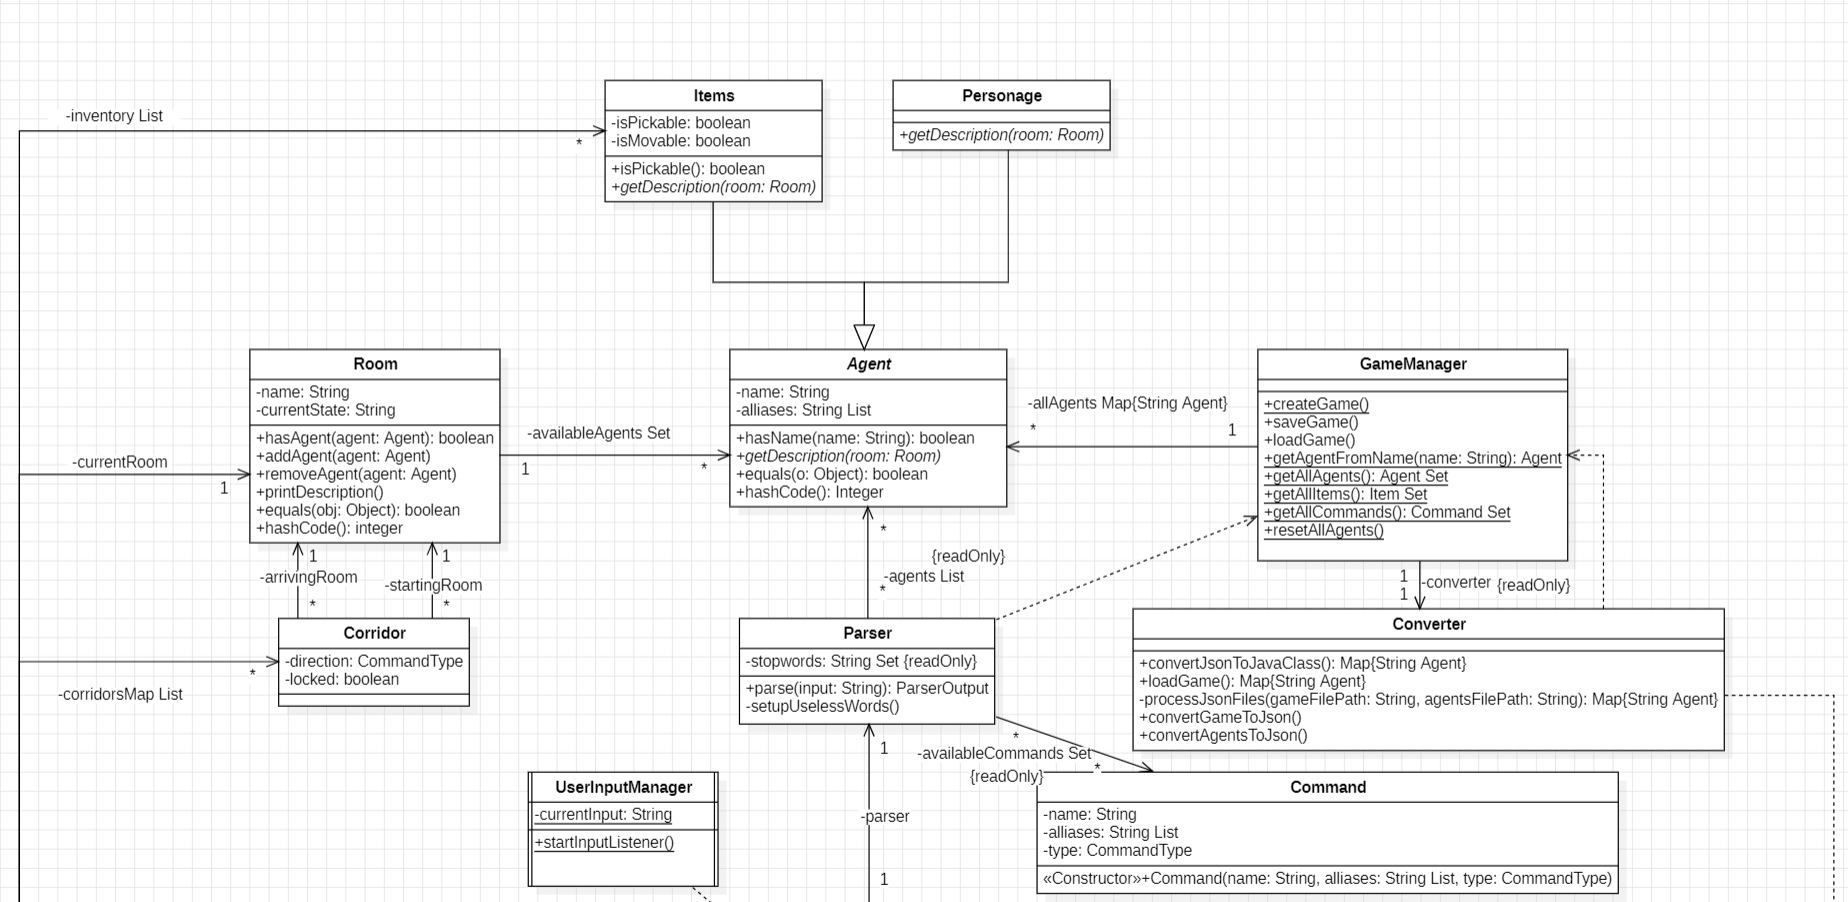 Items
-isPickable: boolean
-isMovable: boolean
+isPickable(): boolean
+getDescription(room: Room)
Personage
+getDescription(room: Room)
-inventory List
*
Room
-name: String
-currentState: String
+hasAgent(agent: Agent): boolean
+addAgent(agent: Agent)
+removeAgent(agent: Agent)
+printDescription()
+equals(obj: Object): boolean
+hashCode(): integer
-currentRoom
1
-availableAgents Set
1
*
Agent
-name: String
-alliases: String List
+hasName(name: String): boolean
+getDescription(room: Room)
+equals(o: Object): boolean
+hashCode(): Integer
-allAgents Map{String Agent}
*
1
GameManager
+createGame()
+saveGame()
+loadGame()
+getAgentFromName(name: String): Agent
+getAllAgents(): Agent Set
+getAllItems(): Item Set
+getAllCommands(): Command Set
+resetAllAgents()
1
-arrivingRoom
*
1
-startingRoom
*
*
{readOnly}
-agents List
*
1
-converter {readOnly}
1
Corridor
-direction: CommandType
-locked: boolean
*
-corridorsMap List
Parser
-stopwords: String Set {readOnly}
+parse(input: String): ParserOutput
-setupUselessWords()
Converter
+convertJsonToJavaClass(): Map{String Agent}
+loadGame(): Map{String Agent}
-processJsonFiles(gameFilePath: String, agentsFilePath: String): Map{String Agent}
+convertGameToJson()
+convertAgentsToJson()
*
-availableCommands Set
*
{readOnly}
1
-parser
1
UserInputManager
-currentInput: String
+startInputListener()
Command
-name: String
-alliases: String List
-type: CommandType
«Constructor»+Command(name: String, alliases: String List, type: CommandType)